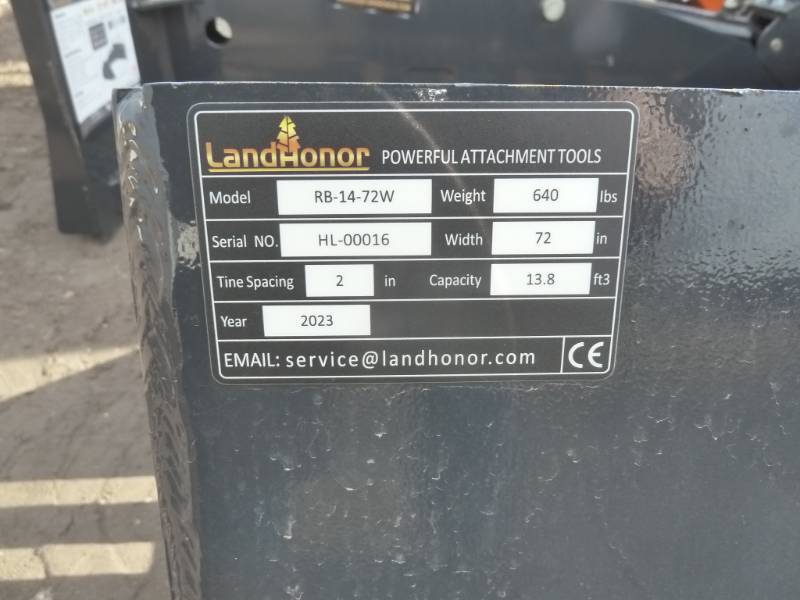 LANDHONOR POWERFUL ATTACHMENT TOOLS
Model RB-14-72W Weight 640 lbs
Serial NO. HL-00016 Width 72 in
Tine Spacing 2 in Capacity 13.8 ft3
Year 2023
EMAIL: service@landhonor.com CE